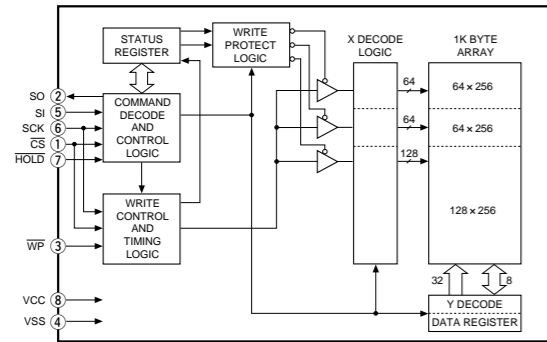 STATUS
REGISTER
WRITE
PROTECT
LOGIC
X DECODE
LOGIC
1K BYTE
ARRAY
SO 2
SI 5
SCK 6
CS 1
HOLD 7
COMMAND
DECODE
AND
CONTROL
LOGIC
WRITE
CONTROL
AND
TIMING
LOGIC
WP 3
VCC 8
VSS 4
64
64
128
64 × 256
64 × 256
128 × 256
32
8
Y DECODE
DATA REGISTER